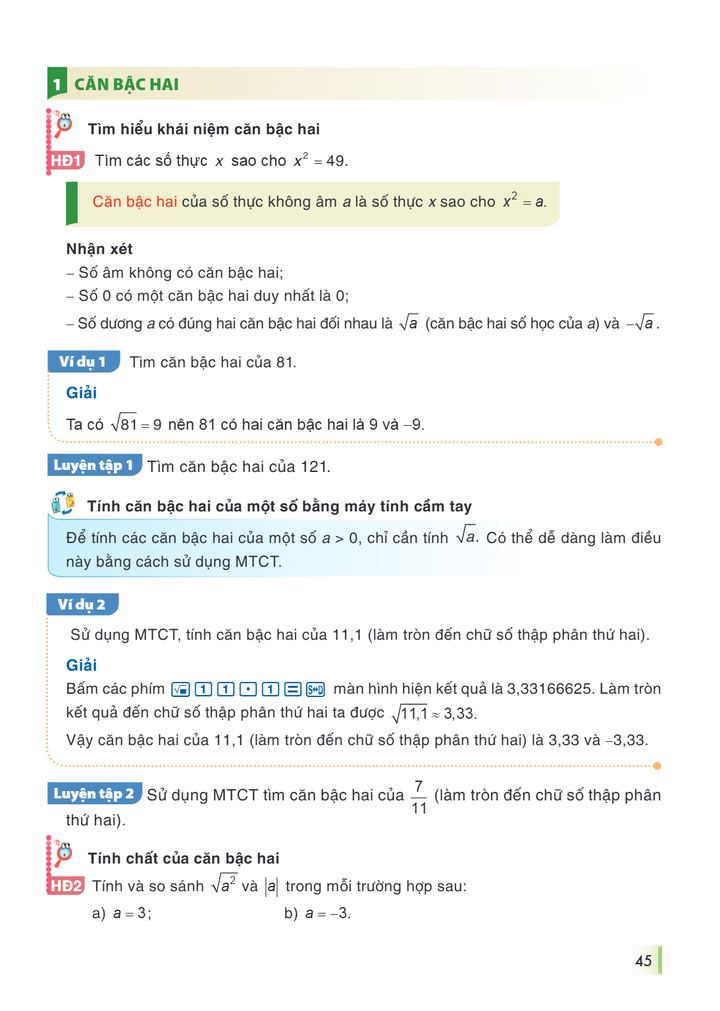 1 CĂN BẬC HAI
Tìm hiểu khái niệm căn bậc hai
HĐ1 Tìm các số thực x sao cho x² = 49.
Căn bậc hai của số thực không âm a là số thực x sao cho x² = a.
Nhận xét
– Số âm không có căn bậc hai;
– Số 0 có một căn bậc hai duy nhất là 0;
– Số dương a có đúng hai căn bậc hai đối nhau là √a (căn bậc hai số học của a) và –√a.
Ví dụ 1 Tìm căn bậc hai của 81.
Giải
Ta có √81 = 9 nên 81 có hai căn bậc hai là 9 và –9.
Luyện tập 1 Tìm căn bậc hai của 121.
Tính căn bậc hai của một số bằng máy tính cầm tay
Để tính các căn bậc hai của một số a > 0, chỉ cần tính √a. Có thể dễ dàng làm điều
này bằng cách sử dụng MTCT.
Ví dụ 2
Sử dụng MTCT, tính căn bậc hai của 11,1 (làm tròn đến chữ số thập phân thứ hai).
Giải
Bấm các phím √■ 1 1 • 1 = S⇔D màn hình hiện kết quả là 3,33166625. Làm tròn
kết quả đến chữ số thập phân thứ hai ta được √11,1 ≈ 3,33.
Vậy căn bậc hai của 11,1 (làm tròn đến chữ số thập phân thứ hai) là 3,33 và –3,33.
Luyện tập 2 Sử dụng MTCT tìm căn bậc hai của 7/11 (làm tròn đến chữ số thập phân
thứ hai).
Tính chất của căn bậc hai
HĐ2 Tính và so sánh √a² và |a| trong mỗi trường hợp sau:
a) a = 3; b) a = –3.
45